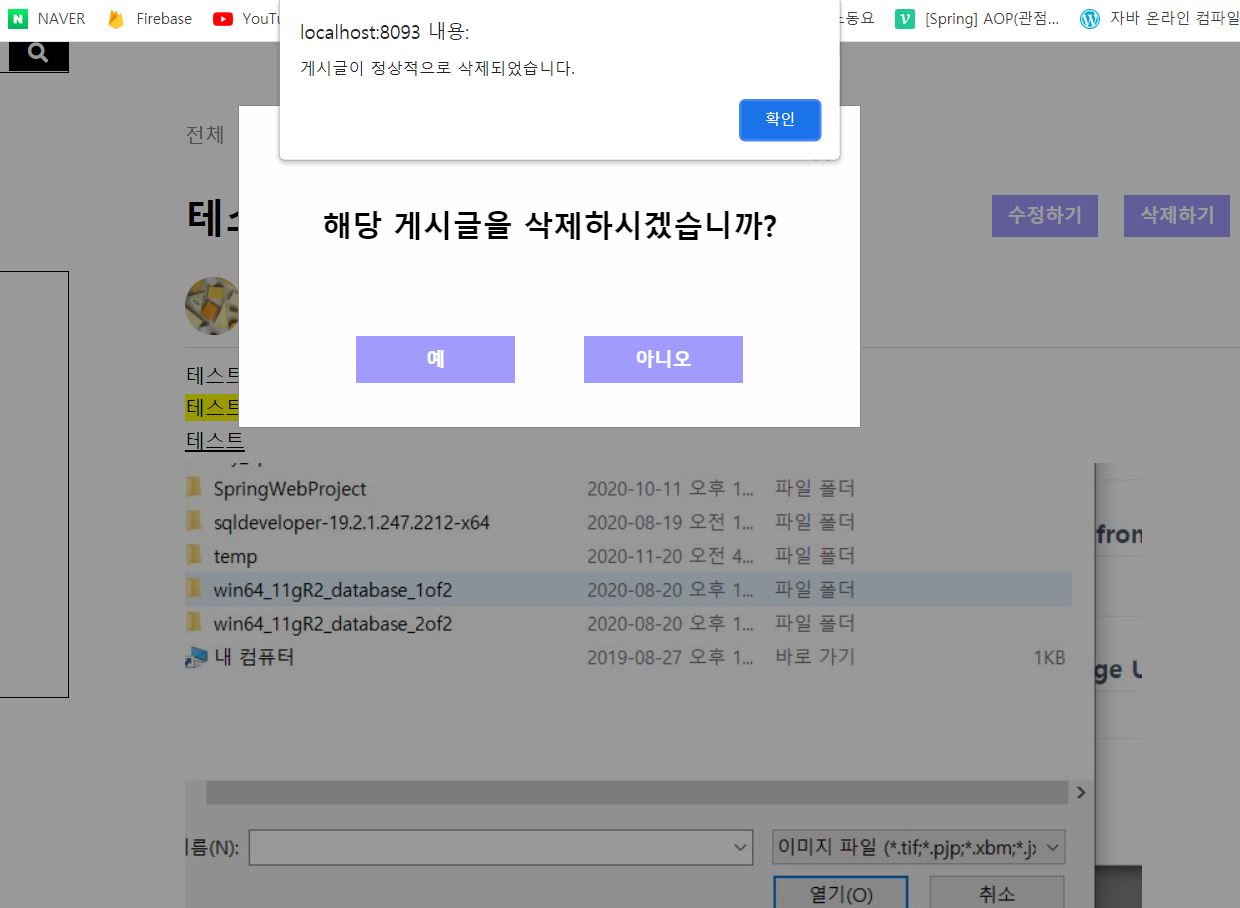 NAVER
Firebase
YouTu
노동요
[Spring] AOP(관점...
자바 온라인 컴파일
localhost:8093 내용:
게시글이 정상적으로 삭제되었습니다.
확인
전체
해당 게시글을 삭제하시겠습니까?
수정하기
삭제하기
예
아니오
테스트
테스트
테스트
SpringWebProject 2020-10-11 오후 1... 파일 폴더
sqldeveloper-19.2.1.247.2212-x64 2020-08-19 오전 1... 파일 폴더
temp 2020-11-20 오전 4... 파일 폴더
from
win64_11gR2_database_1of2 2020-08-20 오후 1... 파일 폴더
win64_11gR2_database_2of2 2020-08-20 오후 1... 파일 폴더
내 컴퓨터 2019-08-27 오후 1... 바로 가기 1KB
ge U
름(N):
이미지 파일 (*.tif;*.pjp;*.xbm;*.jx
열기(O)
취소